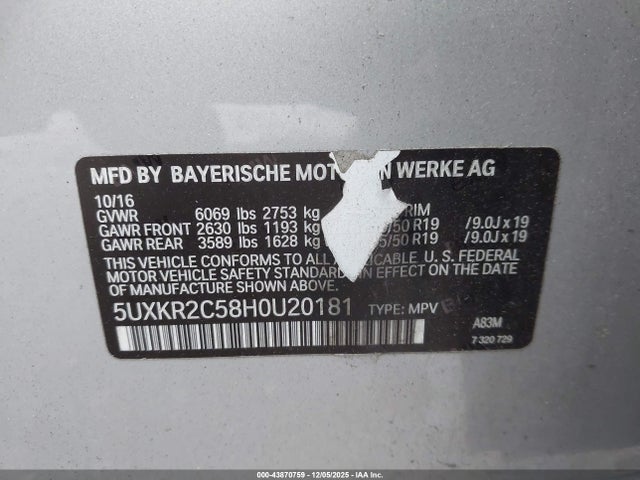 MFD BY BAYERISCHE MOT N WERKE AG
10/16
GVWR 6069 lbs 2753 kg RIM
GAWR FRONT 2630 lbs 1193 kg /50 R19 /9.0J x 19
GAWR REAR 3589 lbs 1628 kg 5/50 R19 /9.0J x 19
THIS VEHICLE CONFORMS TO ALL APPLICABLE U. S. FEDERAL
MOTOR VEHICLE SAFETY STANDARD IN EFFECT ON THE
DATE OF MANUFACTURE SHOWN ABOVE.
5UXKR2C58H0U20181 TYPE: MPV
A83M
7 320 729
000-43870759 | 12/05/2025 - IAA Inc.